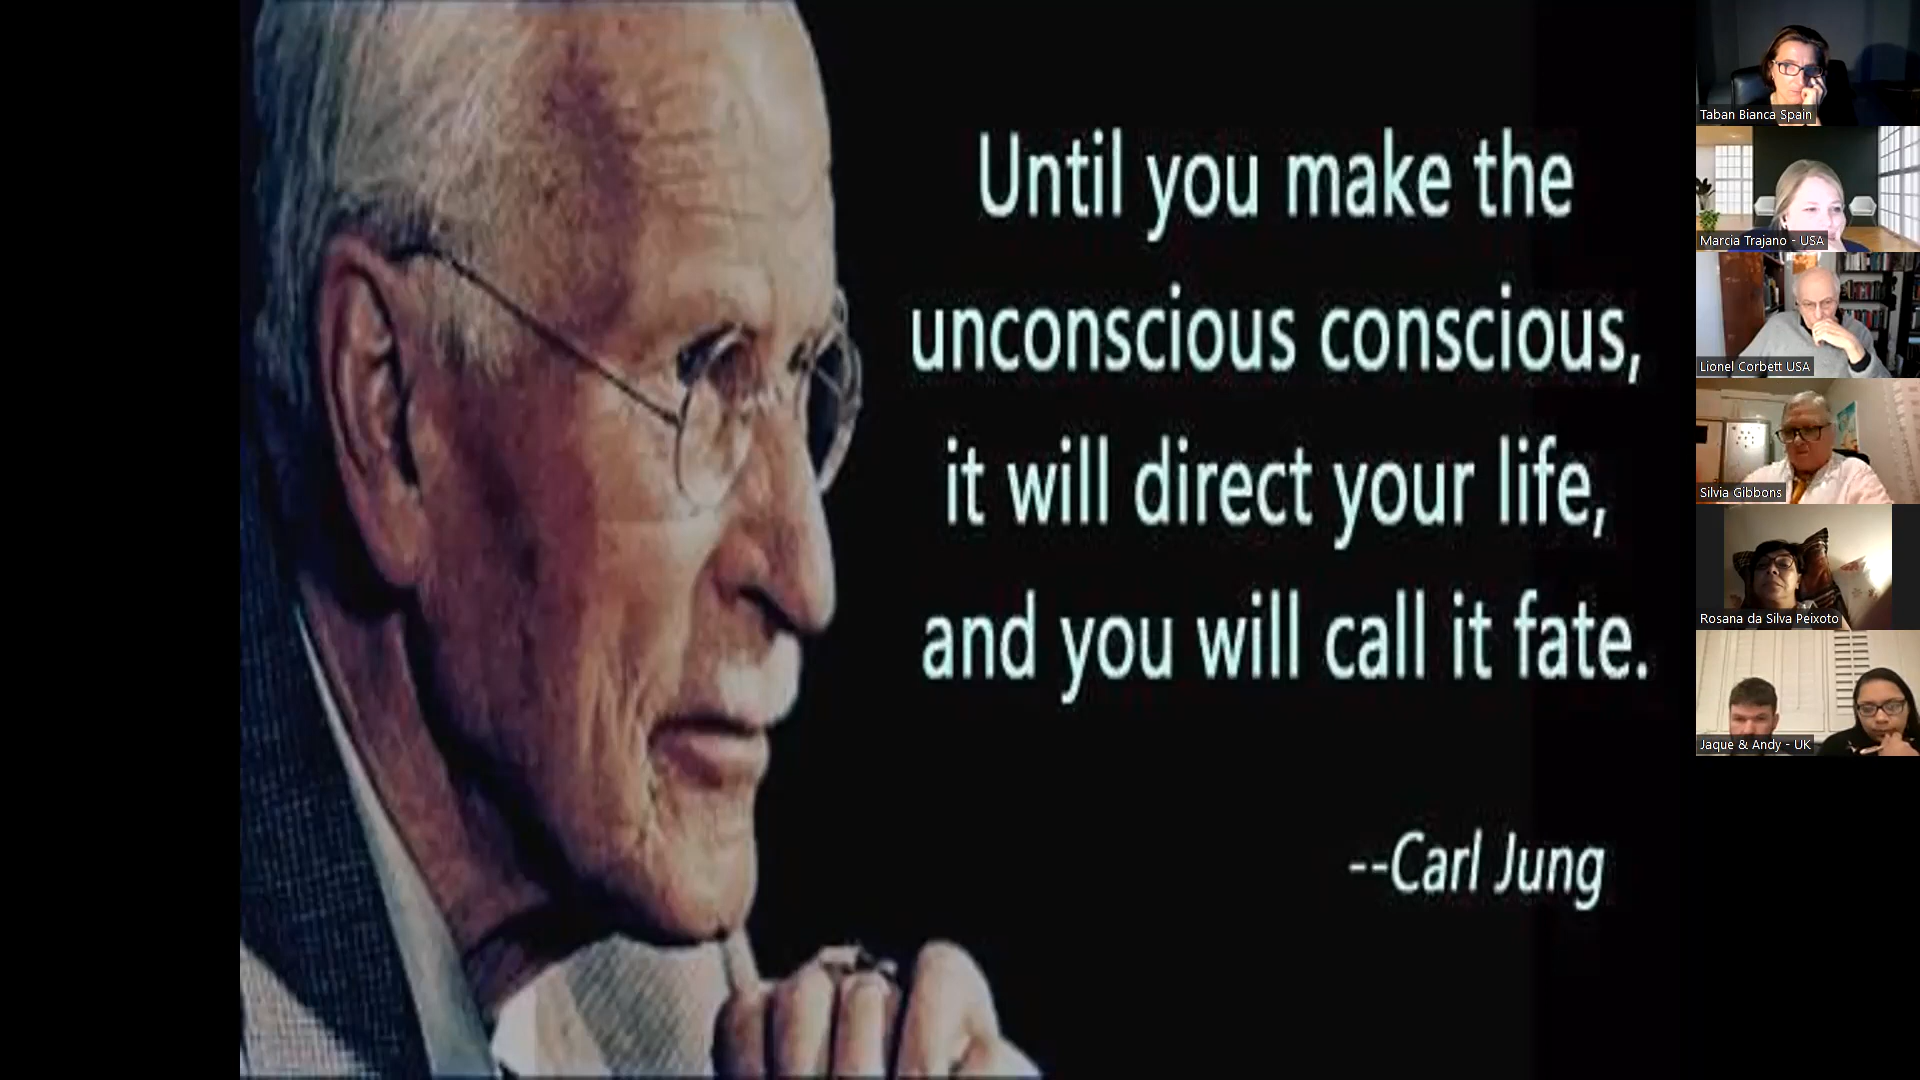 Until you make the
unconscious conscious,
it will direct your life,
and you will call it fate.
--Carl Jung
Taban Bianca Spain
Marcia Trajano - USA
Lionel Corbett USA
Silvia Gibbons
Rosana da Silva Peixoto
Jaque & Andy - UK